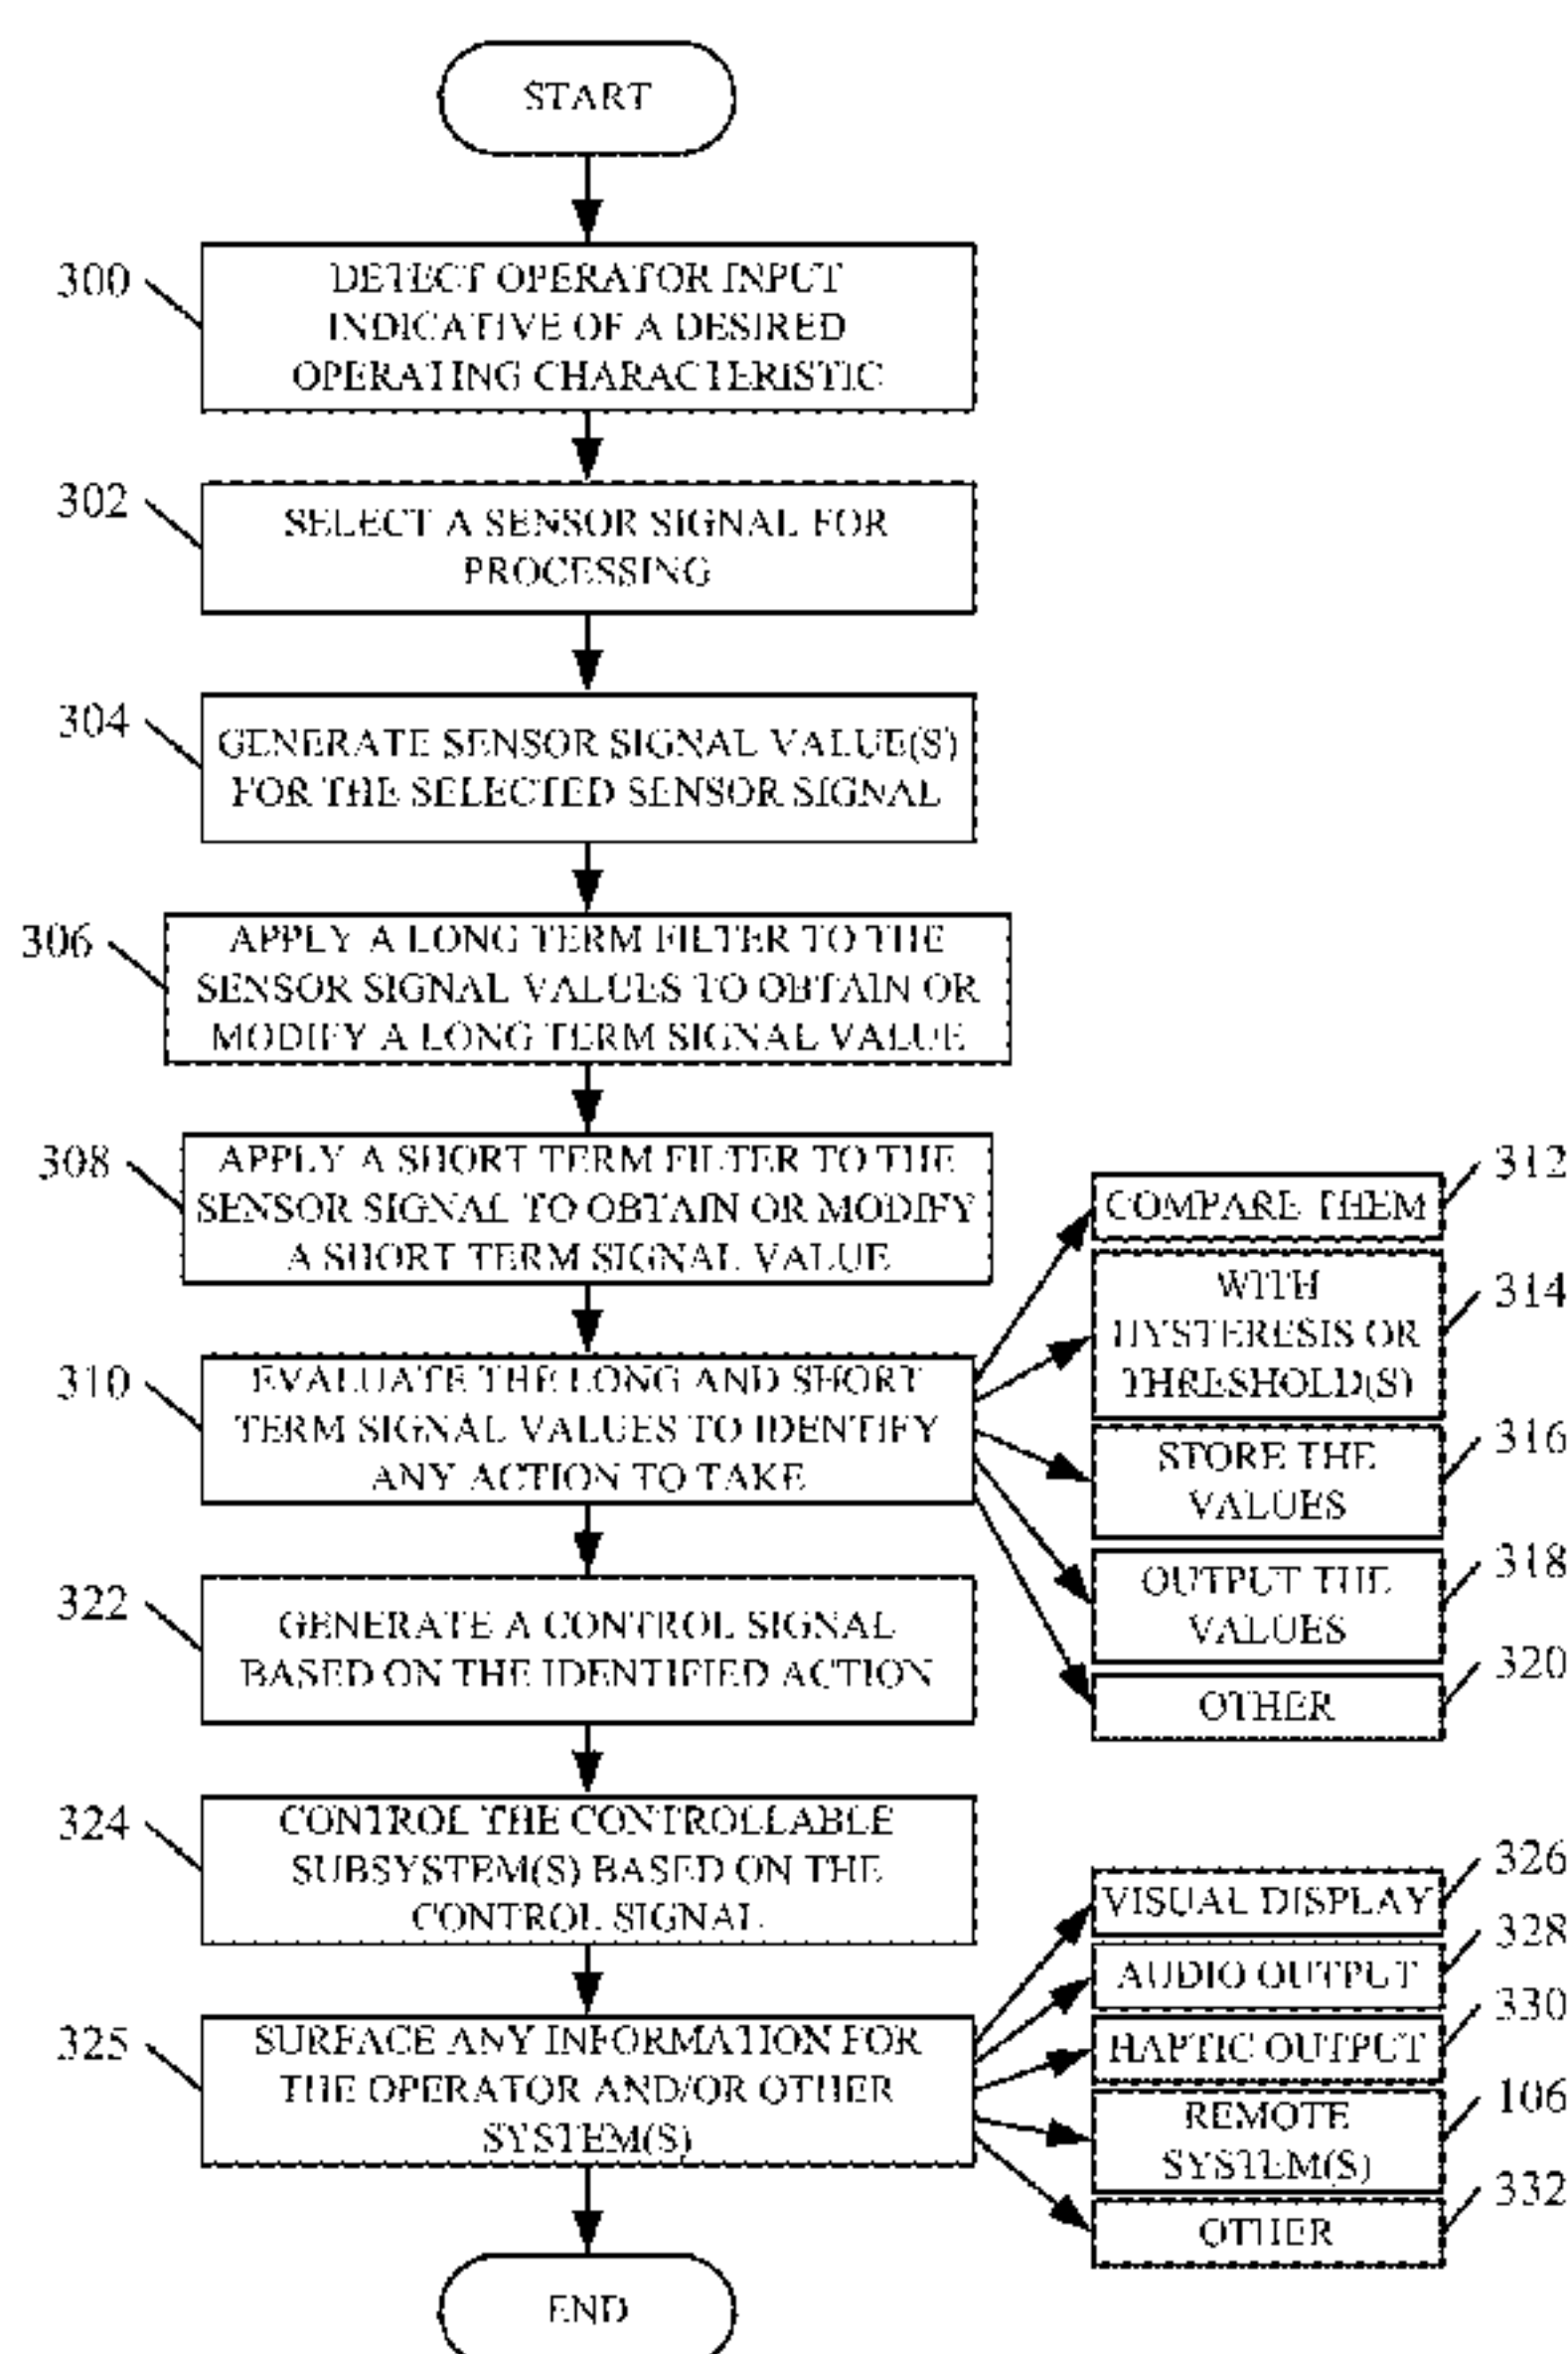 START
300
DETECT OPERATOR INPUT
INDICATIVE OF A DESIRED
OPERATING CHARACTERISTIC
302
SELECT A SENSOR SIGNAL FOR
PROCESSING
304
GENERATE SENSOR SIGNAL VALUE(S)
FOR THE SELECTED SENSOR SIGNAL
306
APPLY A LONG TERM FILTER TO THE
SENSOR SIGNAL VALUES TO OBTAIN OR
MODIFY A LONG TERM SIGNAL VALUE
308
APPLY A SHORT TERM FILTER TO THE
SENSOR SIGNAL TO OBTAIN OR MODIFY
A SHORT TERM SIGNAL VALUE
310
EVALUATE THE LONG AND SHORT
TERM SIGNAL VALUES TO IDENTIFY
ANY ACTION TO TAKE
312
COMPARE THEM
314
WITH
HYSTERESIS OR
THRESHOLD(S)
316
STORE THE
VALUES
318
OUTPUT THE
VALUES
320
OTHER
322
GENERATE A CONTROL SIGNAL
BASED ON THE IDENTIFIED ACTION
324
CONTROL THE CONTROLLABLE
SUBSYSTEM(S) BASED ON THE
CONTROL SIGNAL
325
SURFACE ANY INFORMATION FOR
THE OPERATOR AND/OR OTHER
SYSTEM(S)
326
VISUAL DISPLAY
328
AUDIO OUTPUT
330
HAPTIC OUTPUT
106
REMOTE
SYSTEM(S)
332
OTHER
END